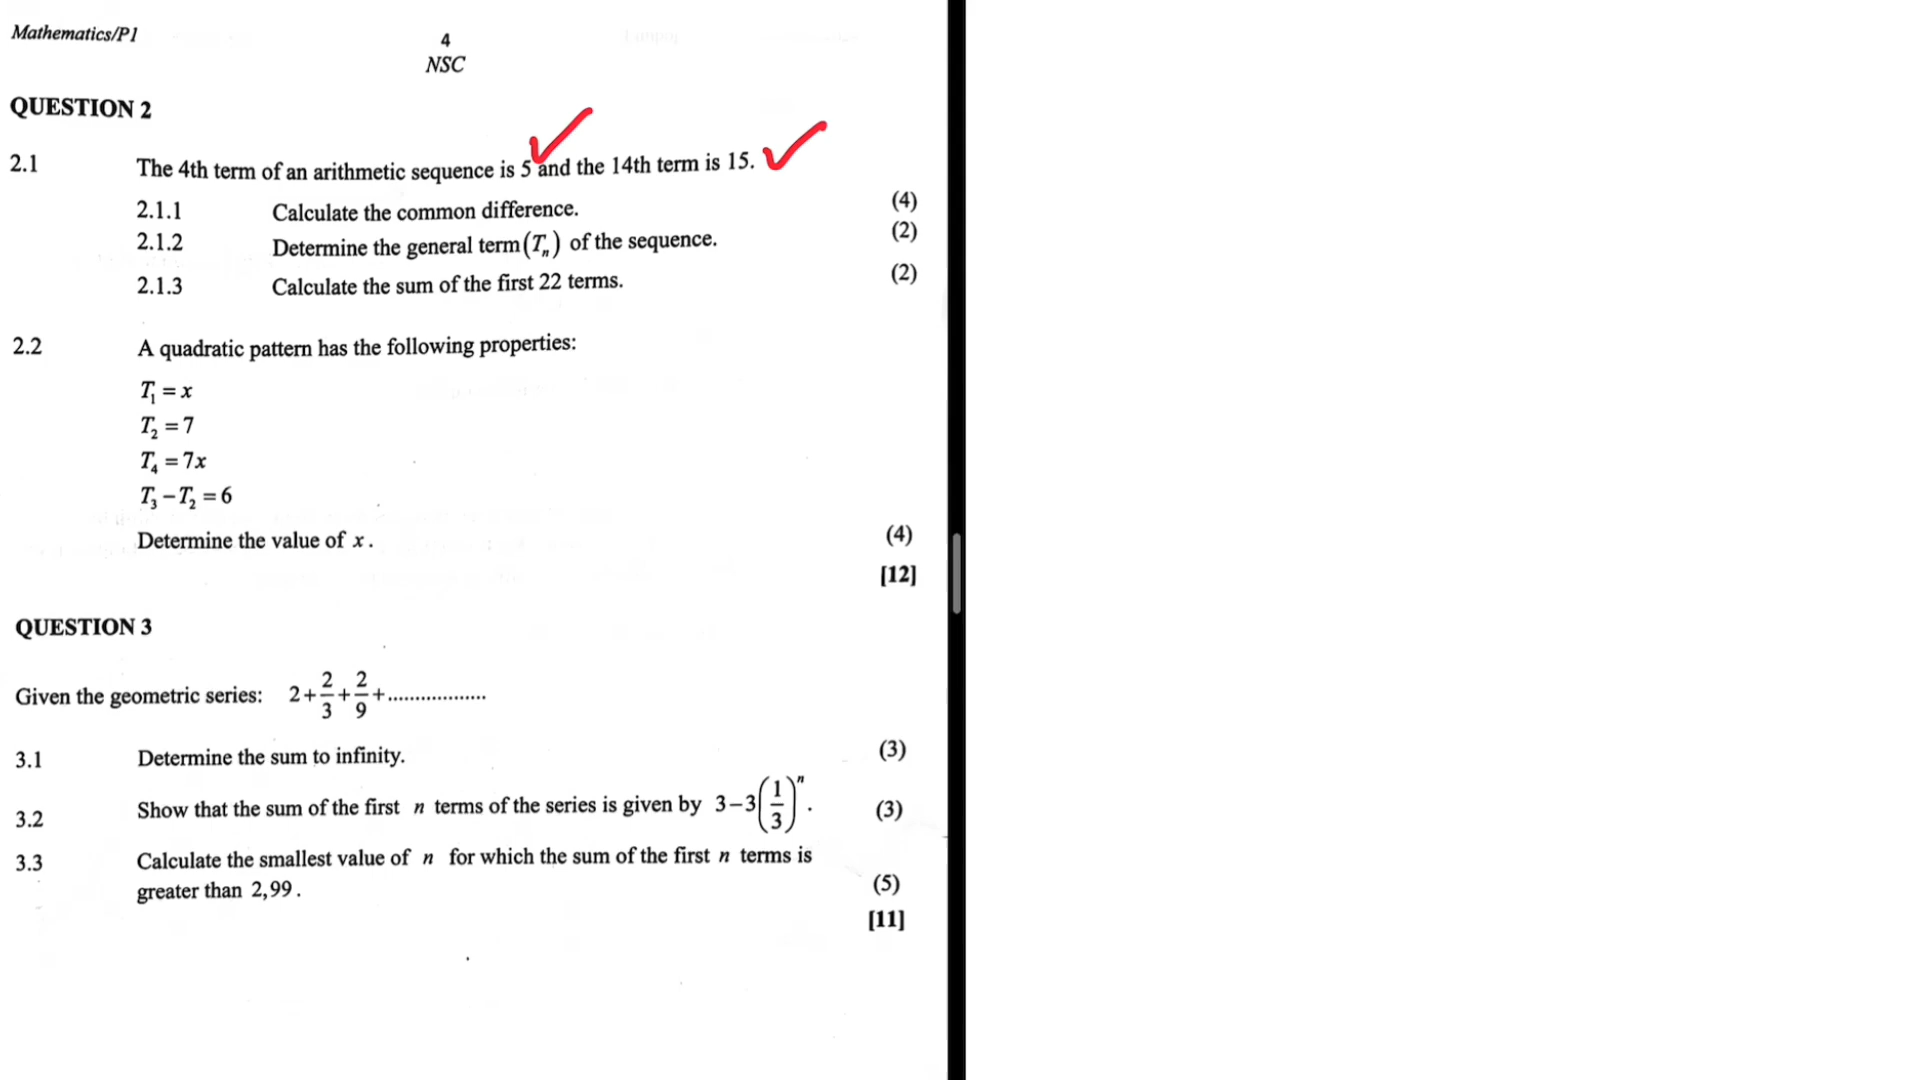 Mathematics/P1
4
NSC
QUESTION 2
2.1 The 4th term of an arithmetic sequence is 5 and the 14th term is 15.
2.1.1 Calculate the common difference. (4)
2.1.2 Determine the general term (Tₙ) of the sequence. (2)
2.1.3 Calculate the sum of the first 22 terms. (2)
2.2 A quadratic pattern has the following properties:
T₁ = x
T₂ = 7
T₄ = 7x
T₃ − T₂ = 6
Determine the value of x. (4)
[12]
QUESTION 3
Given the geometric series: 2 + 2/3 + 2/9 + ..................
3.1 Determine the sum to infinity. (3)
3.2 Show that the sum of the first n terms of the series is given by 3 − 3(1/3)ⁿ. (3)
3.3 Calculate the smallest value of n for which the sum of the first n terms is
greater than 2,99. (5)
[11]